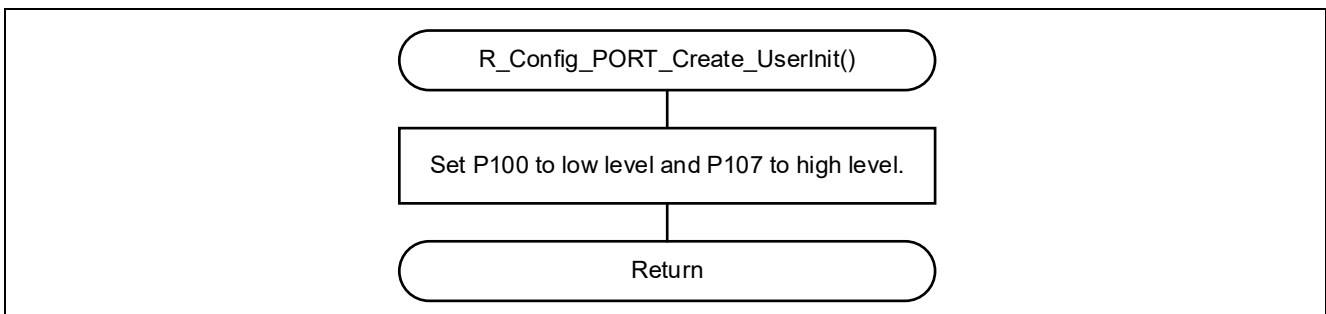 R_Config_PORT_Create_UserInit()
Set P100 to low level and P107 to high level.
Return